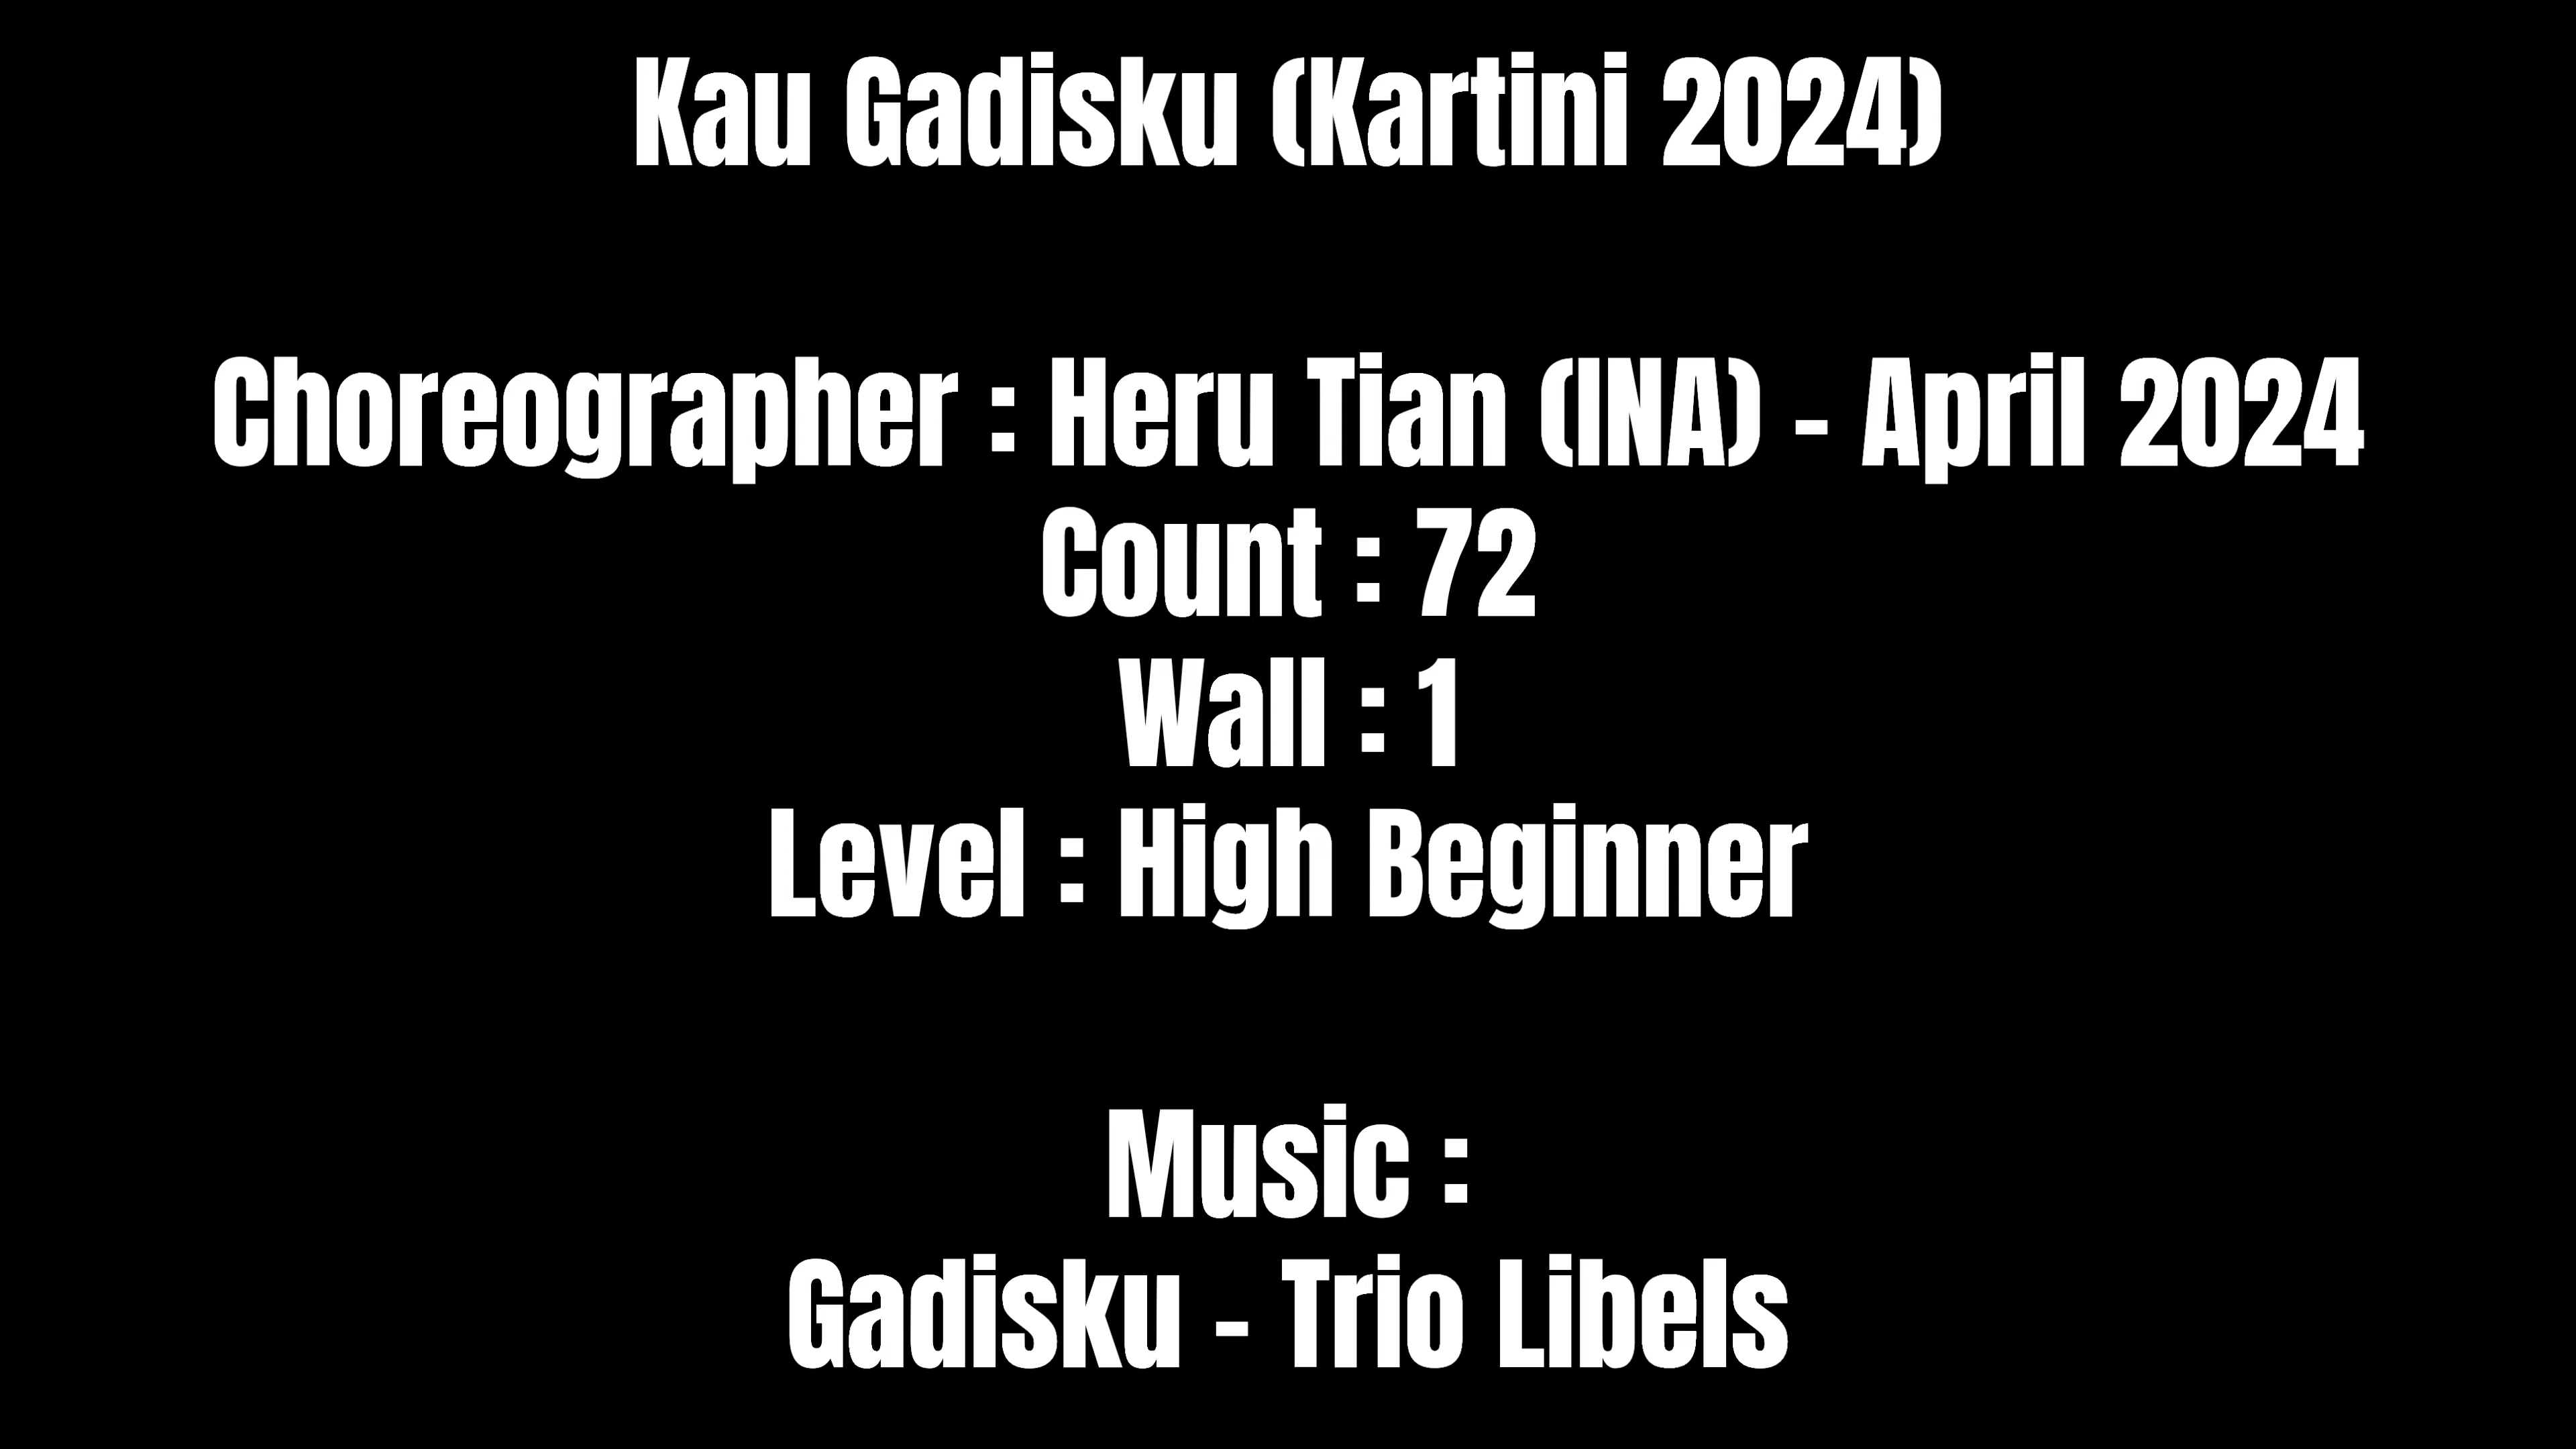 Kau Gadisku (Kartini 2024)
Choreographer : Heru Tian (INA) - April 2024
Count : 72
Wall : 1
Level : High Beginner
Music :
Gadisku - Trio Libels